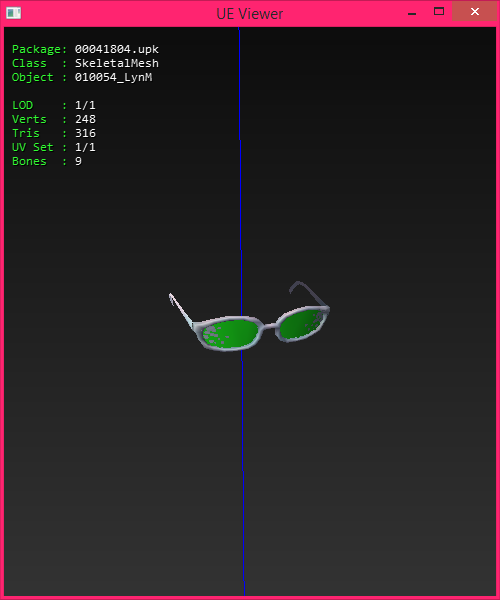 UE Viewer
Package: 00041804.upk
Class : SkeletalMesh
Object : 010054_LynM
LOD : 1/1
Verts : 248
Tris : 316
UV Set : 1/1
Bones : 9